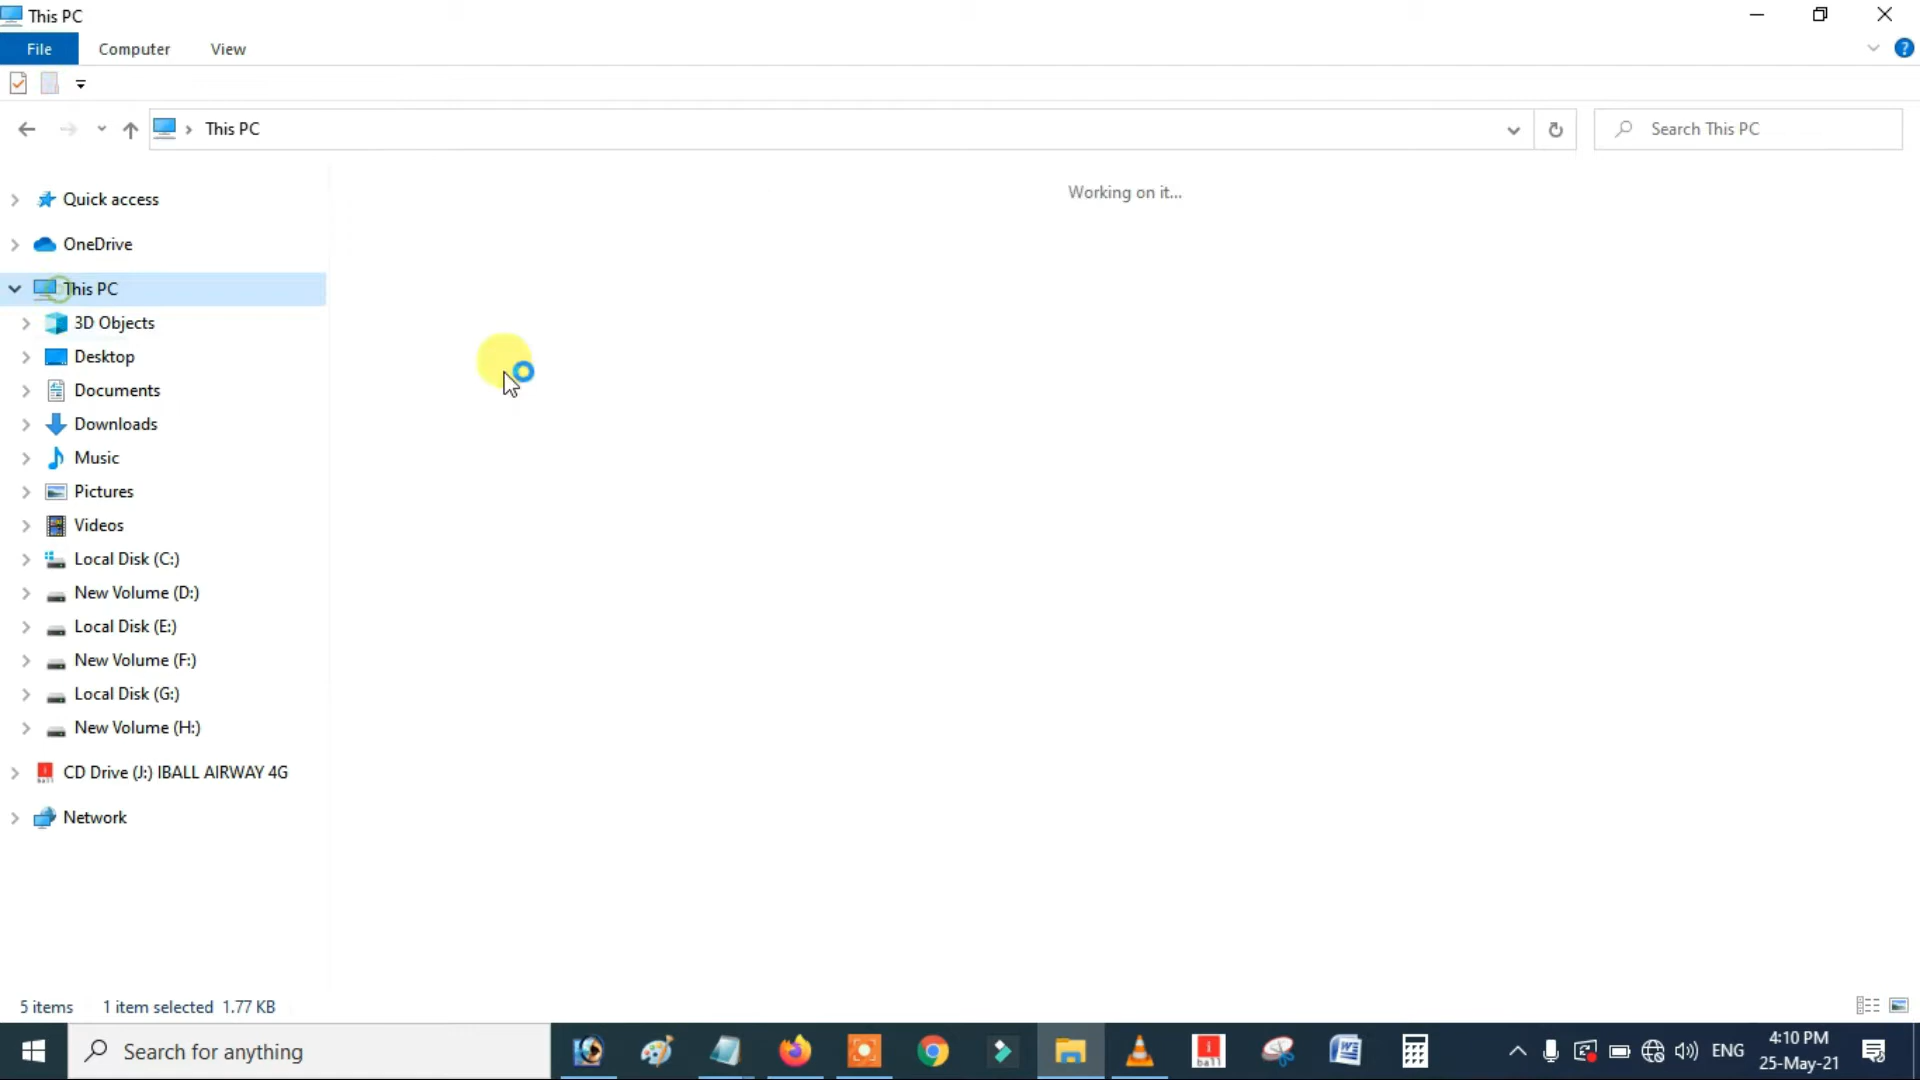 This PC
File
Computer
View
This PC
Search This PC
Working on it...
Quick access
OneDrive
This PC
3D Objects
Desktop
Documents
Downloads
Music
Pictures
Videos
Local Disk (C:)
New Volume (D:)
Local Disk (E:)
New Volume (F:)
Local Disk (G:)
New Volume (H:)
CD Drive (J:) IBALL AIRWAY 4G
Network
5 items 1 item selected 1.77 KB
Search for anything
ENG
4:10 PM
25-May-21